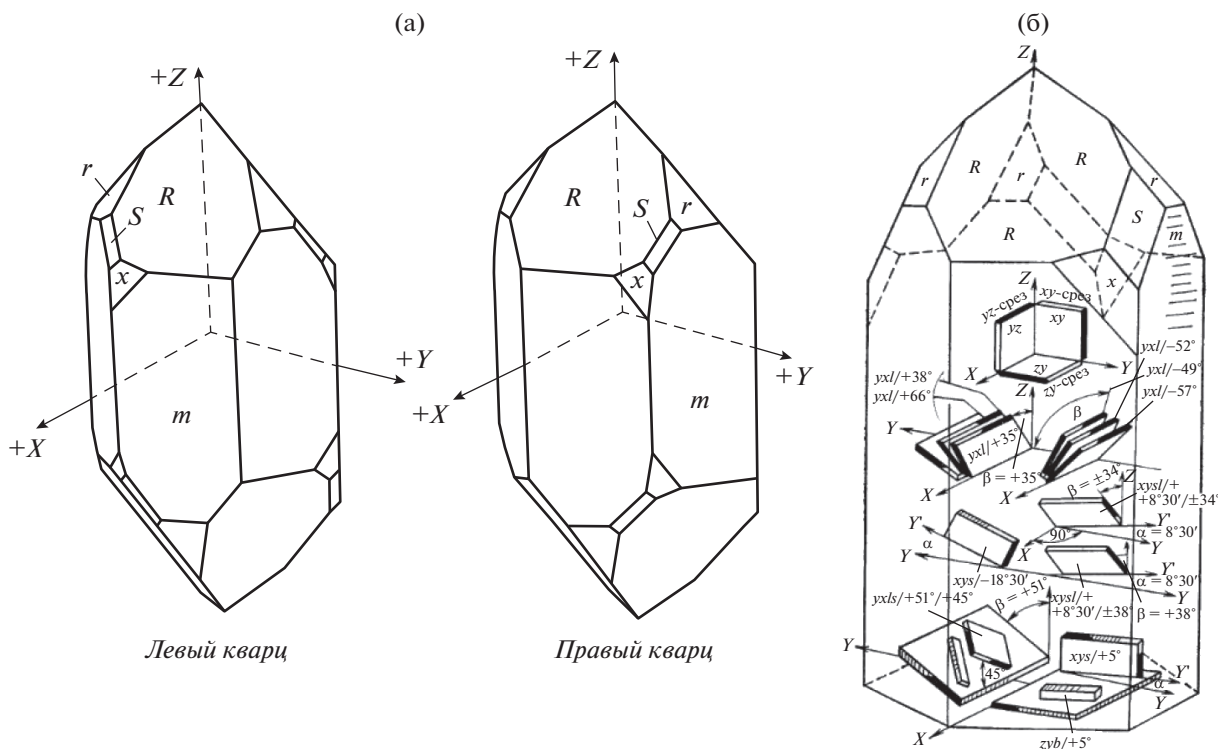 (а)
+Z
r
R
S
x
+Y
+X
m
Левый кварц
+Z
R
S
r
x
+Y
+X
m
Правый кварц
(б)
Z
r
R
r
R
r
R
S
m
x
Z
yz-срез
xy-срез
yz
xy
zy
X
zy-срез
Y
yxl/+38°
yxl/+66°
Z
yxl/−52°
yxl/−49°
yxl/−57°
β
Y
yxl/+35°
β = +35°
X
X
β = ±34°
Z
xysl/+
+8°30′/±34°
Y′
α
Y
90°
X
Y′
α = 8°30′
Y
xys/−18°30′
Y′
α = 8°30′
Y
yxls/+51°/+45°
β = +51°
xysl/+
+8°30′/±38°
β = +38°
Y
45°
xys/+5°
Y′
α
Y
X
zyb/+5°